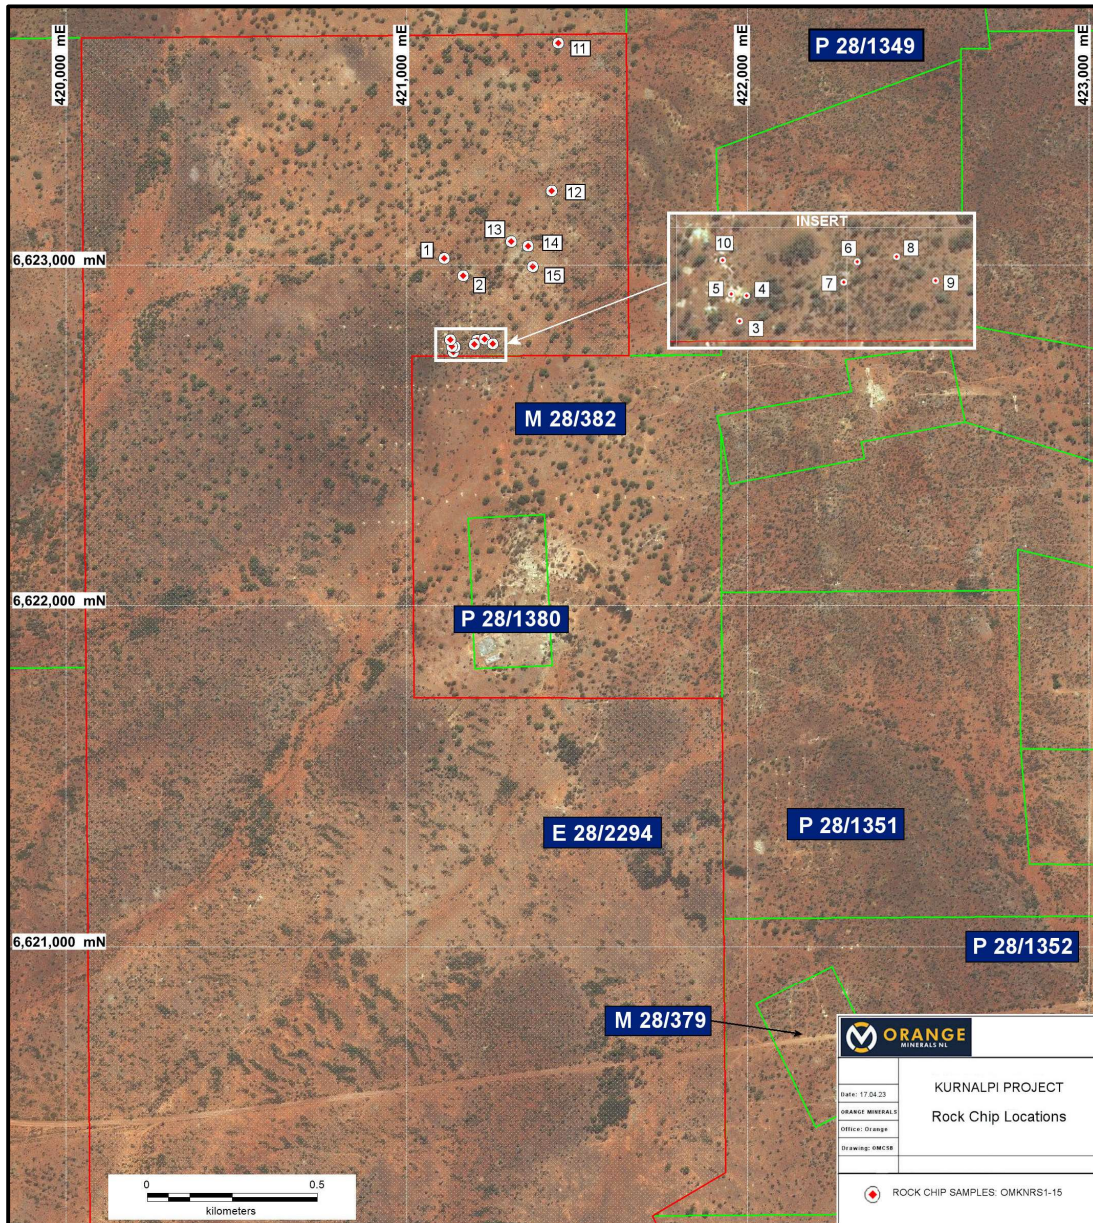 420,000 mE
421,000 mE
422,000 mE
423,000 mE
P 28/1349
11
12
13
14
1
15
2
6,623,000 mN
INSERT
10
6
8
7
9
5
4
3
M 28/382
6,622,000 mN
P 28/1380
E 28/2294
P 28/1351
6,621,000 mN
P 28/1352
M 28/379
ORANGE
MINERALS NL
KURNALPI PROJECT
Rock Chip Locations
Date: 17.04.23
ORANGE MINERALS
Office: Orange
Drawing: OMC58
0 0.5
kilometers
ROCK CHIP SAMPLES: OMKNRS1-15